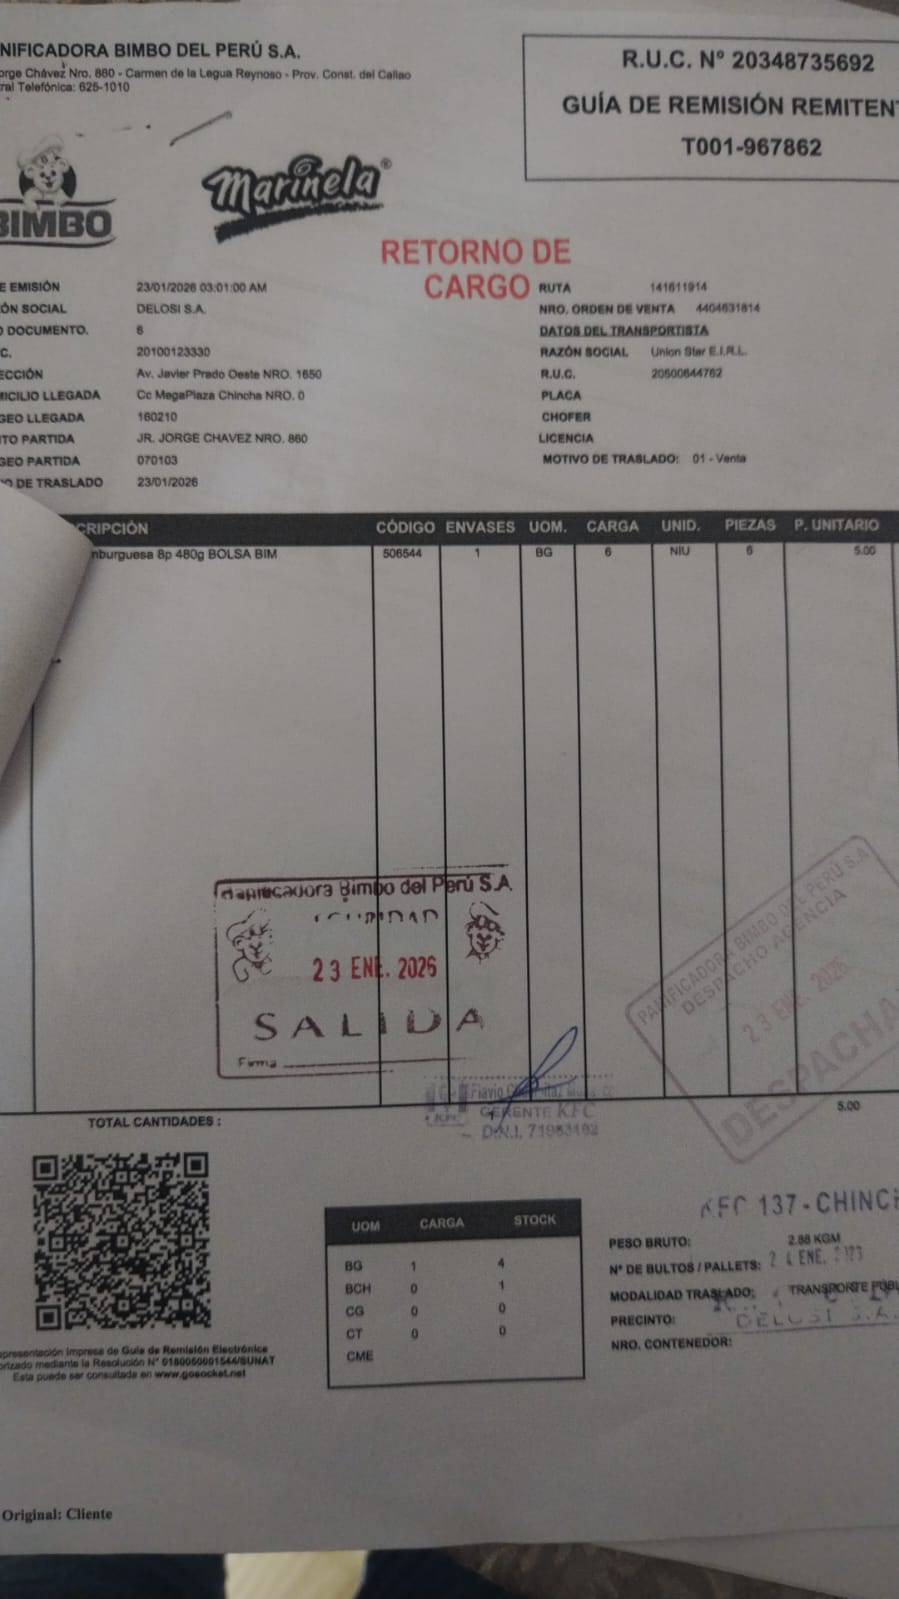 NIFICADORA BIMBO DEL PERÚ S.A.
orge Chávez Nro. 860 - Carmen de la Legua Reynoso - Prov. Const. del Callao
ral Telefónica: 625-1010
R.U.C. Nº 20348735692
GUÍA DE REMISIÓN REMITENT
T001-967862
BIMBO
Marinela®
RETORNO DE
CARGO
E EMISIÓN 23/01/2026 03:01:00 AM
ÓN SOCIAL DELOSI S.A.
O DOCUMENTO. 6
C. 20100123330
ECCIÓN Av. Javier Prado Oeste NRO. 1650
MICILIO LLEGADA Cc MegaPlaza Chincha NRO. 0
GEO LLEGADA 160210
TO PARTIDA JR. JORGE CHAVEZ NRO. 860
GEO PARTIDA 070103
O DE TRASLADO 23/01/2026
RUTA 141611914
NRO. ORDEN DE VENTA 4404631814
DATOS DEL TRANSPORTISTA
RAZÓN SOCIAL Union Star E.I.R.L.
R.U.C. 20500644762
PLACA
CHOFER
LICENCIA
MOTIVO DE TRASLADO: 01 - Venta
CRIPCIÓN CÓDIGO ENVASES UOM. CARGA UNID. PIEZAS P. UNITARIO
nburguesa 8p 480g BOLSA BIM 506544 1 BG 6 NIU 6 5.00
Bimbo del Perú S.A.
23 ENE. 2026
SALIDA
Firma
PANIFICADORA BIMBO DEL PERÚ S.A
DESPACHO AGENCIA
23 ENE. 2026
DESPACHA
Flavio
GERENTE KFC
D.N.I.
5.00
TOTAL CANTIDADES :
UOM CARGA STOCK
BG 1 4
BCH 0 1
CG 0 0
CT 0 0
CME
KFC 137-CHINCH
PESO BRUTO: 2.88 KGM
Nº DE BULTOS / PALLETS:
24 ENE.
MODALIDAD TRASLADO: TRANSPORTE PÚBL
PRECINTO:
DELOSI S.A.
NRO. CONTENEDOR:
presentación impresa de Guía de Remisión Electrónica
orizado mediante la Resolución N° 0180050001544/SUNAT
Esta puede ser consultada en www.gosocket.net
Original: Cliente